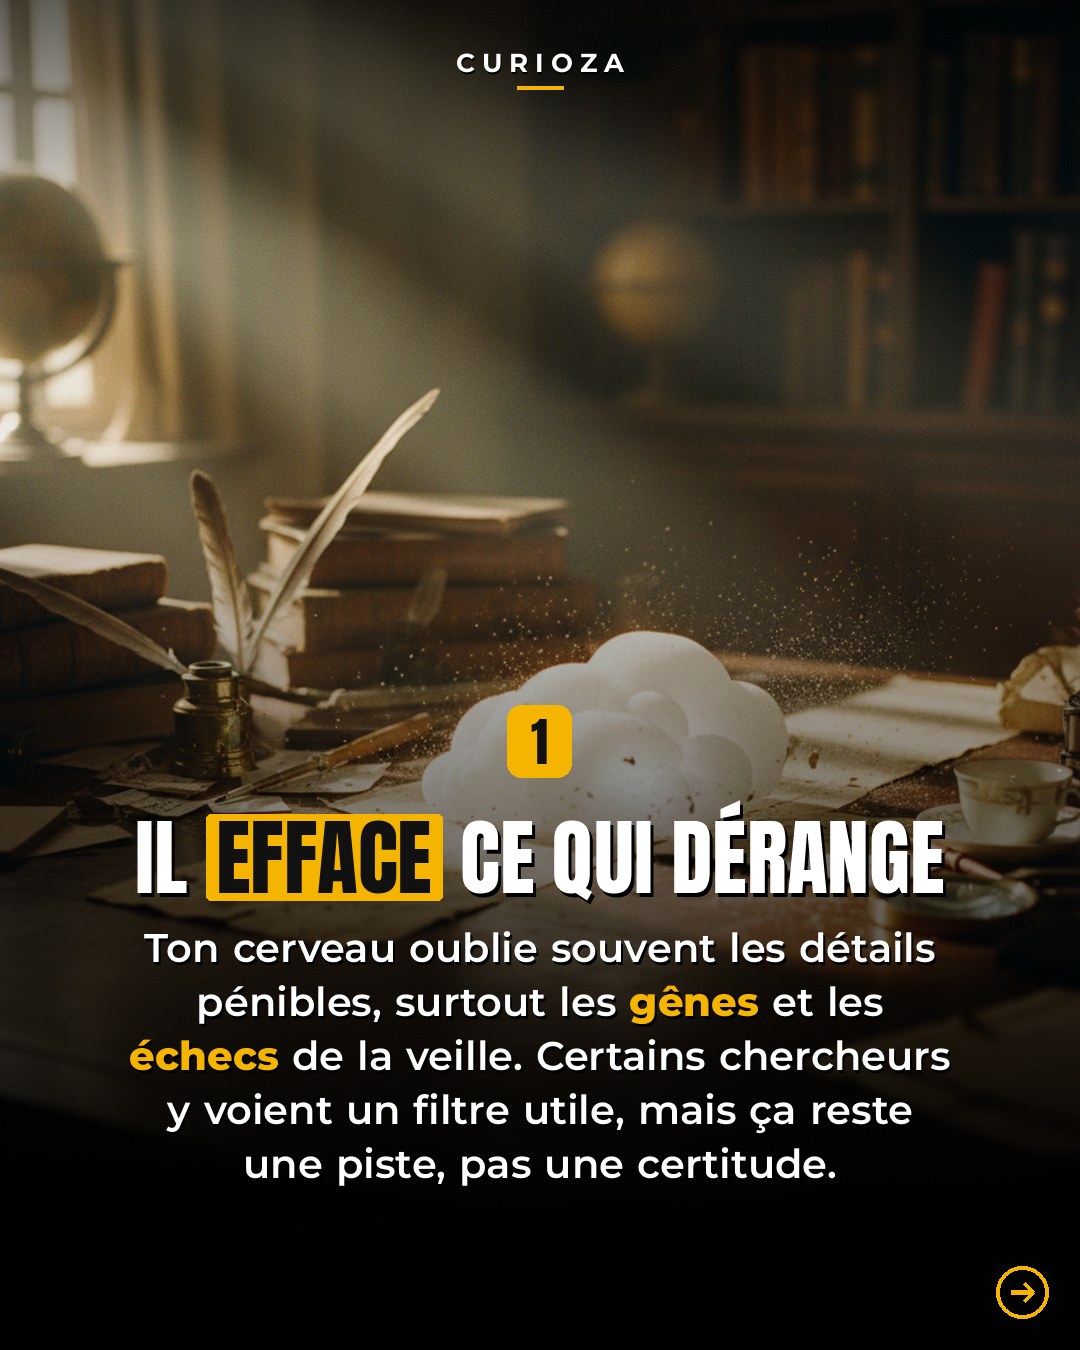 CURIOZA
1
IL EFFACE CE QUI DÉRANGE
Ton cerveau oublie souvent les détails
pénibles, surtout les gênes et les
échecs de la veille. Certains chercheurs
y voient un filtre utile, mais ça reste
une piste, pas une certitude.